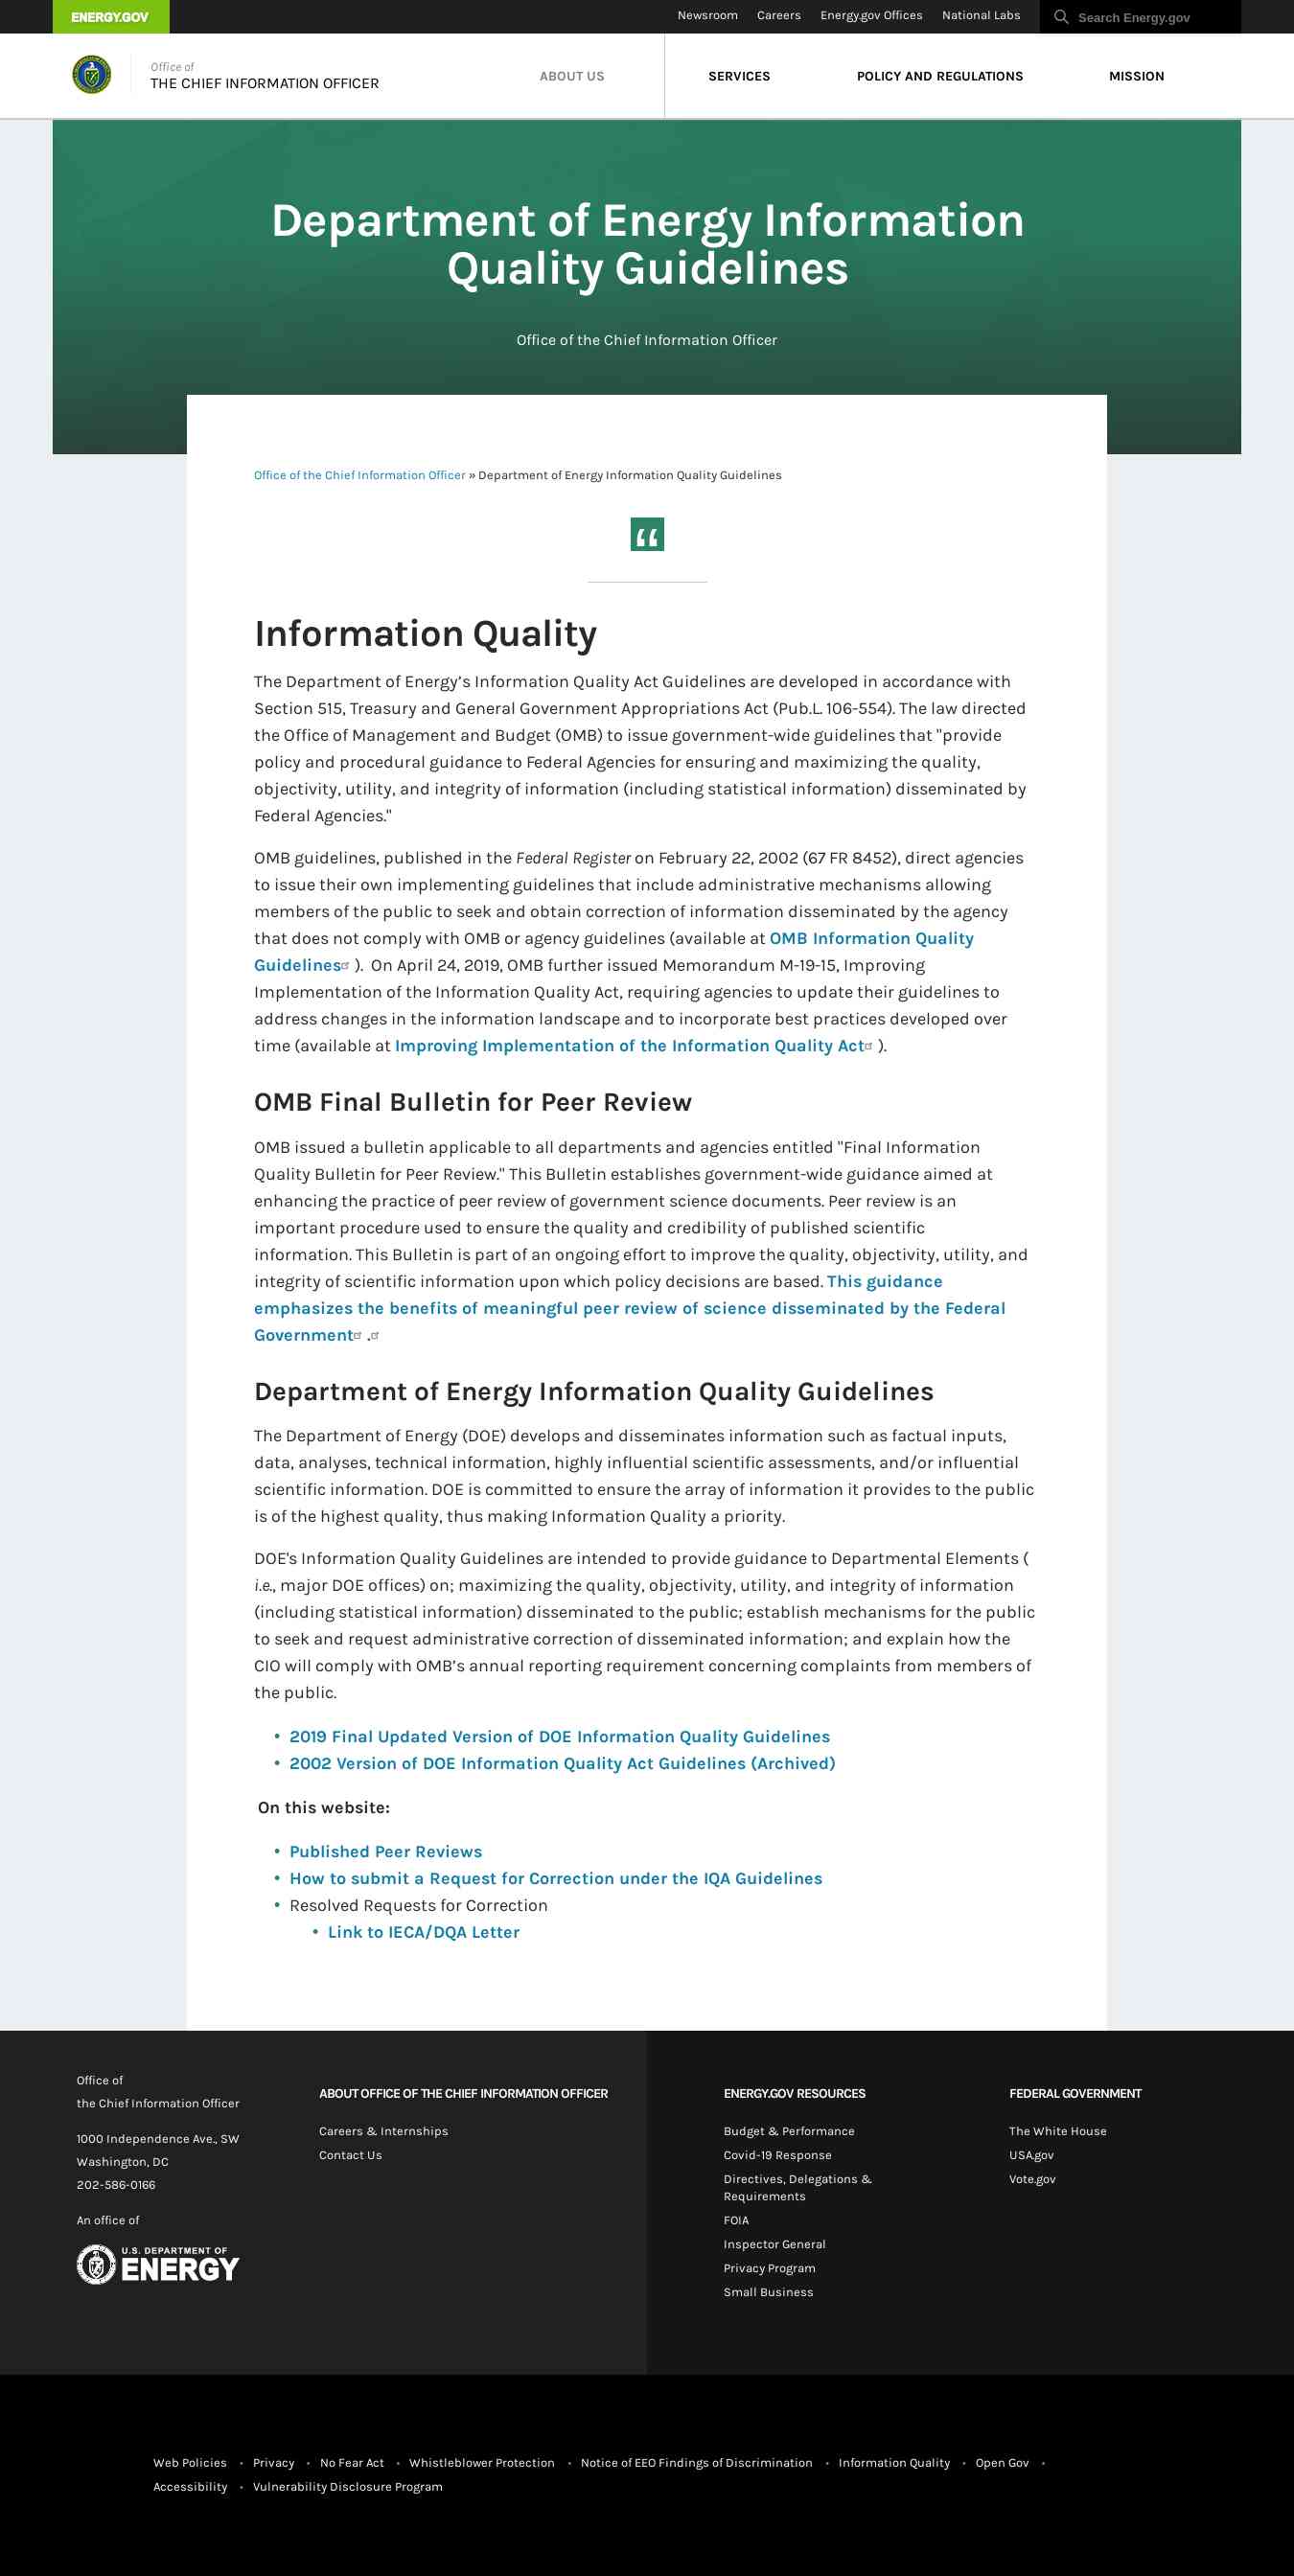 ENERGY.GOV
Newsroom
Careers
Energy.gov Offices
National Labs
Search Energy.gov
Office of
THE CHIEF INFORMATION OFFICER
ABOUT US
SERVICES
POLICY AND REGULATIONS
MISSION
Department of Energy Information
Quality Guidelines
Office of the Chief Information Officer
Office of the Chief Information Officer » Department of Energy Information Quality Guidelines
“
Information Quality
The Department of Energy’s Information Quality Act Guidelines are developed in accordance with
Section 515, Treasury and General Government Appropriations Act (Pub.L. 106-554). The law directed
the Office of Management and Budget (OMB) to issue government-wide guidelines that "provide
policy and procedural guidance to Federal Agencies for ensuring and maximizing the quality,
objectivity, utility, and integrity of information (including statistical information) disseminated by
Federal Agencies."
OMB guidelines, published in the Federal Register on February 22, 2002 (67 FR 8452), direct agencies
to issue their own implementing guidelines that include administrative mechanisms allowing
members of the public to seek and obtain correction of information disseminated by the agency
that does not comply with OMB or agency guidelines (available at OMB Information Quality
Guidelines ).  On April 24, 2019, OMB further issued Memorandum M-19-15, Improving
Implementation of the Information Quality Act, requiring agencies to update their guidelines to
address changes in the information landscape and to incorporate best practices developed over
time (available at Improving Implementation of the Information Quality Act ).
OMB Final Bulletin for Peer Review
OMB issued a bulletin applicable to all departments and agencies entitled "Final Information
Quality Bulletin for Peer Review." This Bulletin establishes government-wide guidance aimed at
enhancing the practice of peer review of government science documents. Peer review is an
important procedure used to ensure the quality and credibility of published scientific
information. This Bulletin is part of an ongoing effort to improve the quality, objectivity, utility, and
integrity of scientific information upon which policy decisions are based. This guidance
emphasizes the benefits of meaningful peer review of science disseminated by the Federal
Government .
Department of Energy Information Quality Guidelines
The Department of Energy (DOE) develops and disseminates information such as factual inputs,
data, analyses, technical information, highly influential scientific assessments, and/or influential
scientific information. DOE is committed to ensure the array of information it provides to the public
is of the highest quality, thus making Information Quality a priority.
DOE's Information Quality Guidelines are intended to provide guidance to Departmental Elements (
i.e., major DOE offices) on; maximizing the quality, objectivity, utility, and integrity of information
(including statistical information) disseminated to the public; establish mechanisms for the public
to seek and request administrative correction of disseminated information; and explain how the
CIO will comply with OMB’s annual reporting requirement concerning complaints from members of
the public.
• 2019 Final Updated Version of DOE Information Quality Guidelines
• 2002 Version of DOE Information Quality Act Guidelines (Archived)
On this website:
• Published Peer Reviews
• How to submit a Request for Correction under the IQA Guidelines
• Resolved Requests for Correction
• Link to IECA/DQA Letter
Office of
the Chief Information Officer
1000 Independence Ave., SW
Washington, DC
202-586-0166
An office of
U.S. DEPARTMENT OF
ENERGY
ABOUT OFFICE OF THE CHIEF INFORMATION OFFICER
Careers & Internships
Contact Us
ENERGY.GOV RESOURCES
Budget & Performance
Covid-19 Response
Directives, Delegations &
Requirements
FOIA
Inspector General
Privacy Program
Small Business
FEDERAL GOVERNMENT
The White House
USA.gov
Vote.gov
Web Policies • Privacy • No Fear Act • Whistleblower Protection • Notice of EEO Findings of Discrimination • Information Quality • Open Gov •
Accessibility • Vulnerability Disclosure Program